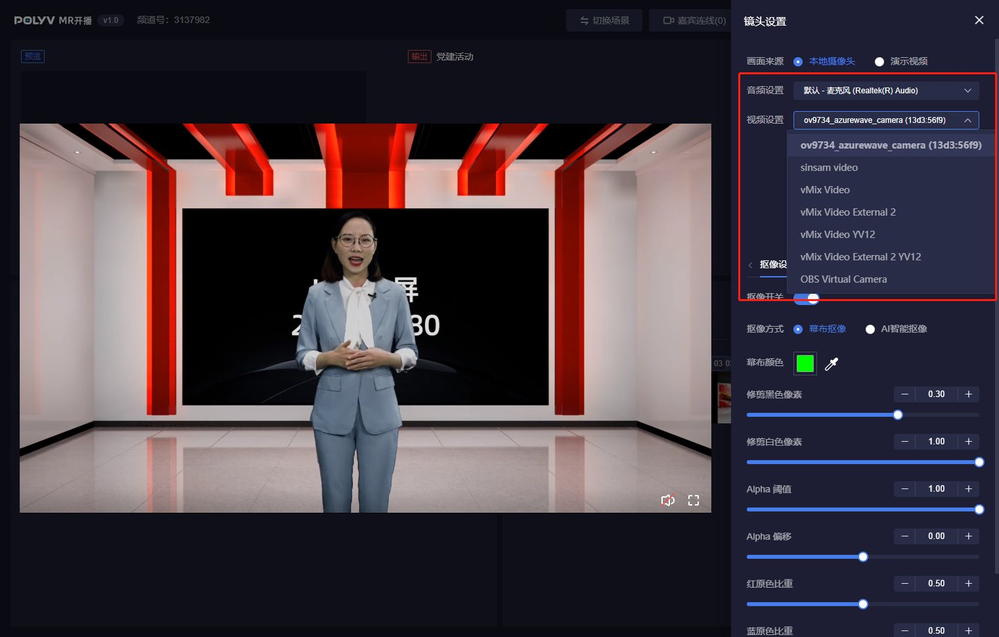 POLYV MR开播 v1.0 频道号：3137982
切换场景
嘉宾连线(0)
预览
输出 党建活动
屏
80
03
镜头设置
画面来源 本地摄像头 演示视频
音频设置 默认 - 麦克风 (Realtek(R) Audio)
视频设置 ov9734_azurewave_camera (13d3:56f9)
ov9734_azurewave_camera (13d3:56f9)
sinsam video
vMix Video
vMix Video External 2
vMix Video YV12
vMix Video External 2 YV12
OBS Virtual Camera
抠像设
抠像开关
抠像方式 幕布抠像 AI智能抠像
幕布颜色
修剪黑色像素 − 0.30 +
修剪白色像素 − 1.00 +
Alpha 阈值 − 1.00 +
Alpha 偏移 − 0.00 +
红原色比重 − 0.50 +
蓝原色比重 − 0.50 +